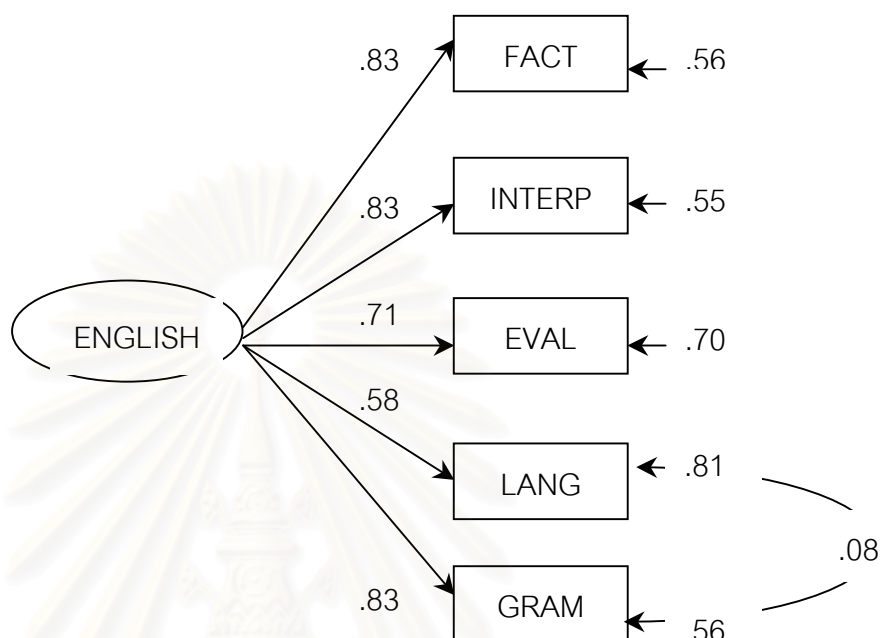 .83 FACT .56
.83 INTERP .55
ENGLISH
.71 EVAL .70
.58
LANG .81
.08
.83 GRAM .56